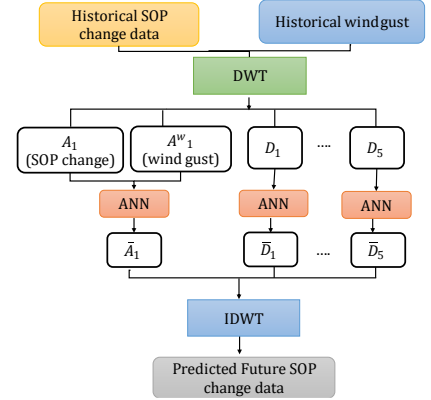 Historical SOP
change data
Historical windgust
DWT
A₁
(SOP change)
Aʷ₁
(wind gust)
D₁
....
D₅
ANN
ANN
ANN
Ā₁
D̄₁
....
D̄₅
IDWT
Predicted Future SOP
change data